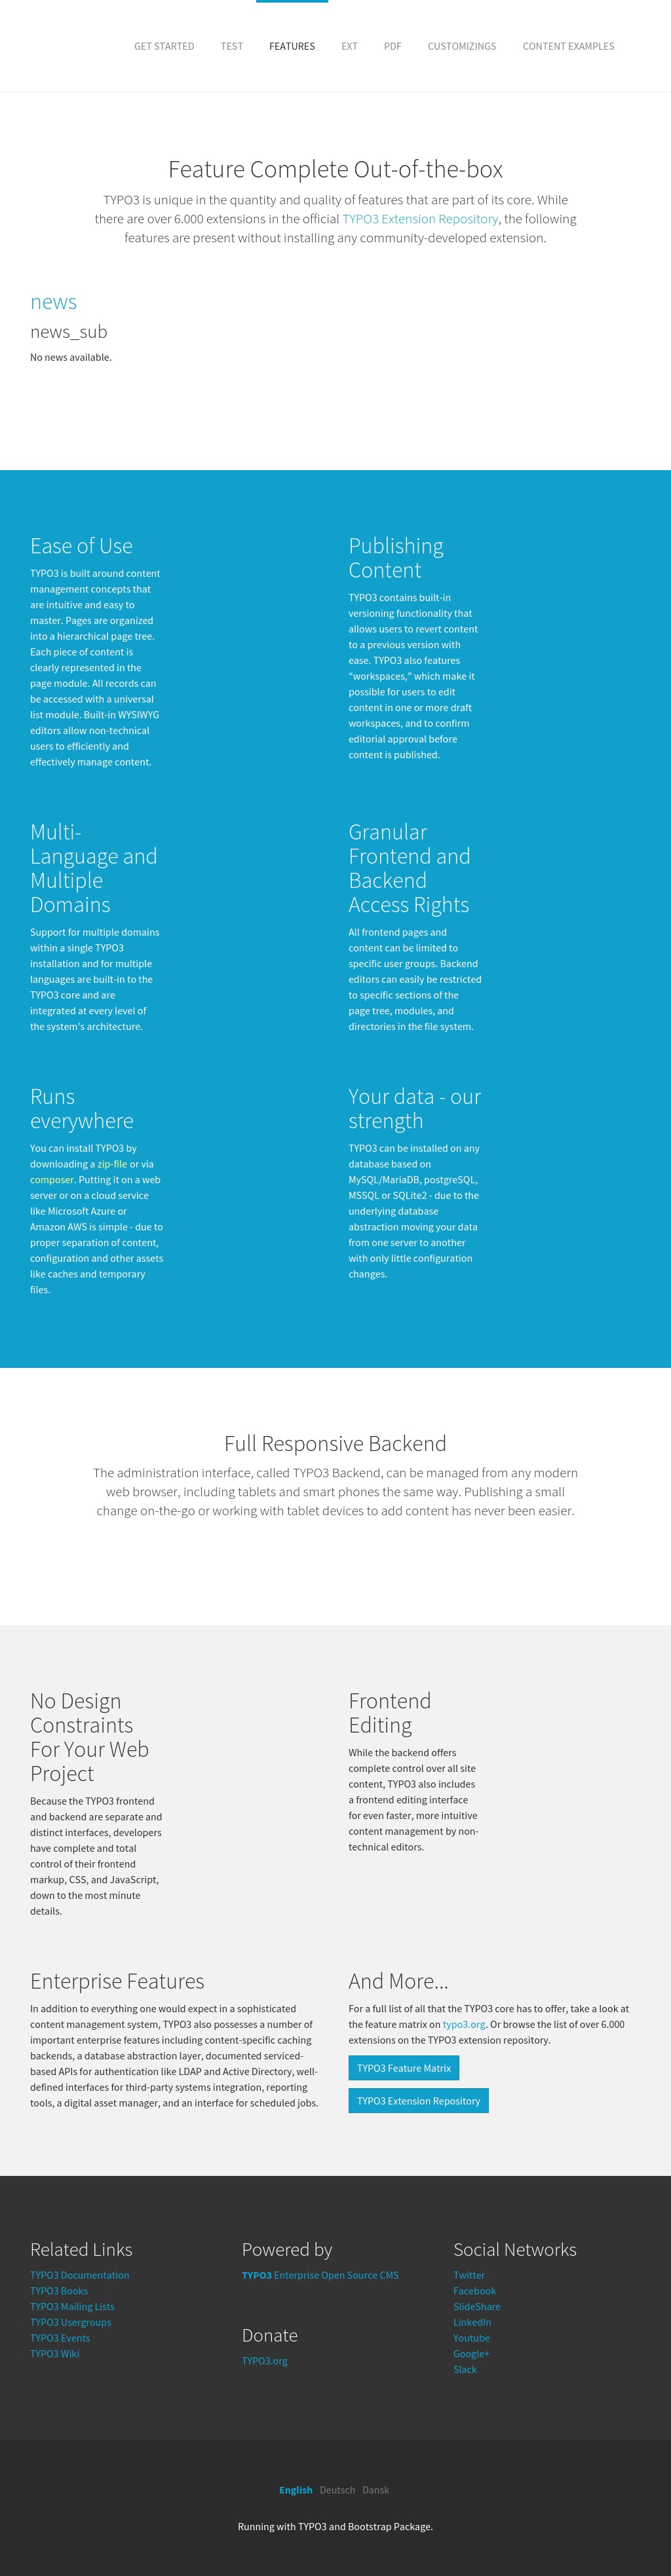 GET STARTED TEST FEATURES EXT PDF CUSTOMIZINGS CONTENT EXAMPLES
Feature Complete Out-of-the-box
TYPO3 is unique in the quantity and quality of features that are part of its core. While
there are over 6.000 extensions in the official TYPO3 Extension Repository, the following
features are present without installing any community-developed extension.
news
news_sub
No news available.
Ease of Use
TYPO3 is built around content
management concepts that
are intuitive and easy to
master. Pages are organized
into a hierarchical page tree.
Each piece of content is
clearly represented in the
page module. All records can
be accessed with a universal
list module. Built-in WYSIWYG
editors allow non-technical
users to efficiently and
effectively manage content.
Publishing
Content
TYPO3 contains built-in
versioning functionality that
allows users to revert content
to a previous version with
ease. TYPO3 also features
"workspaces," which make it
possible for users to edit
content in one or more draft
workspaces, and to confirm
editorial approval before
content is published.
Multi-
Language and
Multiple
Domains
Support for multiple domains
within a single TYPO3
installation and for multiple
languages are built-in to the
TYPO3 core and are
integrated at every level of
the system's architecture.
Granular
Frontend and
Backend
Access Rights
All frontend pages and
content can be limited to
specific user groups. Backend
editors can easily be restricted
to specific sections of the
page tree, modules, and
directories in the file system.
Runs
everywhere
You can install TYPO3 by
downloading a zip-file or via
composer. Putting it on a web
server or on a cloud service
like Microsoft Azure or
Amazon AWS is simple - due to
proper separation of content,
configuration and other assets
like caches and temporary
files.
Your data - our
strength
TYPO3 can be installed on any
database based on
MySQL/MariaDB, postgreSQL,
MSSQL or SQLite2 - due to the
underlying database
abstraction moving your data
from one server to another
with only little configuration
changes.
Full Responsive Backend
The administration interface, called TYPO3 Backend, can be managed from any modern
web browser, including tablets and smart phones the same way. Publishing a small
change on-the-go or working with tablet devices to add content has never been easier.
No Design
Constraints
For Your Web
Project
Because the TYPO3 frontend
and backend are separate and
distinct interfaces, developers
have complete and total
control of their frontend
markup, CSS, and JavaScript,
down to the most minute
details.
Frontend
Editing
While the backend offers
complete control over all site
content, TYPO3 also includes
a frontend editing interface
for even faster, more intuitive
content management by non-
technical editors.
Enterprise Features
In addition to everything one would expect in a sophisticated
content management system, TYPO3 also possesses a number of
important enterprise features including content-specific caching
backends, a database abstraction layer, documented serviced-
based APIs for authentication like LDAP and Active Directory, well-
defined interfaces for third-party systems integration, reporting
tools, a digital asset manager, and an interface for scheduled jobs.
And More...
For a full list of all that the TYPO3 core has to offer, take a look at
the feature matrix on typo3.org. Or browse the list of over 6.000
extensions on the TYPO3 extension repository.
TYPO3 Feature Matrix
TYPO3 Extension Repository
Related Links
TYPO3 Documentation
TYPO3 Books
TYPO3 Mailing Lists
TYPO3 Usergroups
TYPO3 Events
TYPO3 Wiki
Powered by
TYPO3 Enterprise Open Source CMS
Donate
TYPO3.org
Social Networks
Twitter
Facebook
SlideShare
LinkedIn
Youtube
Google+
Slack
English Deutsch Dansk
Running with TYPO3 and Bootstrap Package.